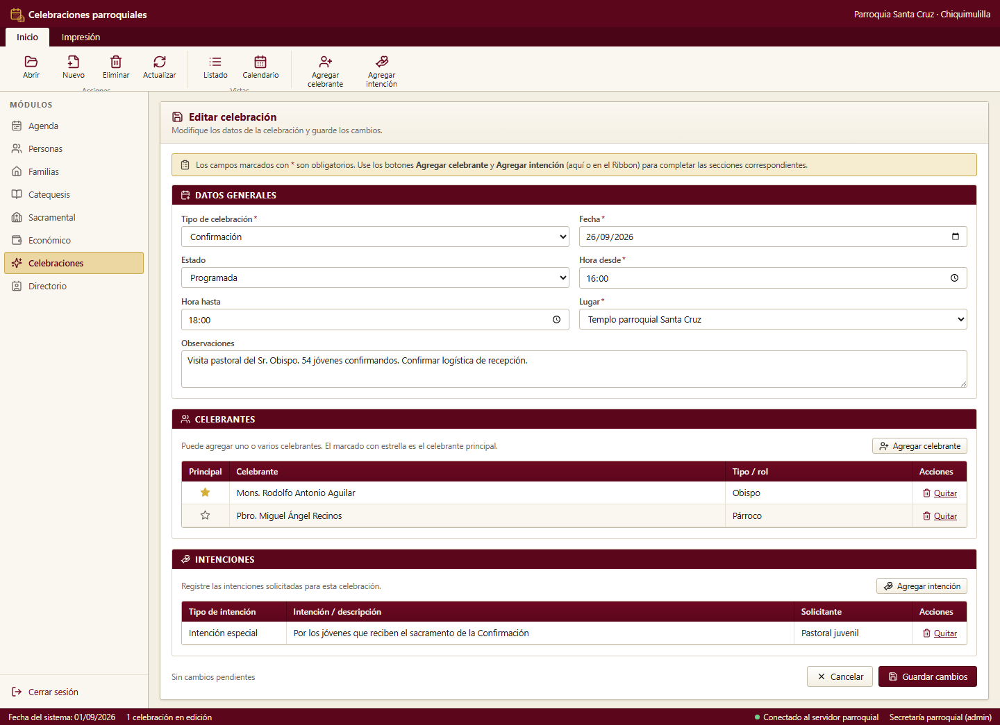 Celebraciones parroquiales
Parroquia Santa Cruz · Chiquimulilla
Inicio
Impresión
Abrir
Nuevo
Eliminar
Actualizar
Acciones
Listado
Calendario
Vistas
Agregar celebrante
Agregar intención
MÓDULOS
Agenda
Personas
Familias
Catequesis
Sacramental
Económico
Celebraciones
Directorio
Cerrar sesión
Editar celebración
Modifique los datos de la celebración y guarde los cambios.
Los campos marcados con * son obligatorios. Use los botones Agregar celebrante y Agregar intención (aquí o en el Ribbon) para completar las secciones correspondientes.
DATOS GENERALES
Tipo de celebración *
Confirmación
Fecha *
26/09/2026
Estado
Programada
Hora desde *
16:00
Hora hasta
18:00
Lugar *
Templo parroquial Santa Cruz
Observaciones
Visita pastoral del Sr. Obispo. 54 jóvenes confirmandos. Confirmar logística de recepción.
CELEBRANTES
Puede agregar uno o varios celebrantes. El marcado con estrella es el celebrante principal.
Agregar celebrante
Principal Celebrante Tipo / rol Acciones
Mons. Rodolfo Antonio Aguilar Obispo Quitar
Pbro. Miguel Ángel Recinos Párroco Quitar
INTENCIONES
Registre las intenciones solicitadas para esta celebración.
Agregar intención
Tipo de intención Intención / descripción Solicitante Acciones
Intención especial Por los jóvenes que reciben el sacramento de la Confirmación Pastoral juvenil Quitar
Sin cambios pendientes
Cancelar
Guardar cambios
Fecha del sistema: 01/09/2026
1 celebración en edición
Conectado al servidor parroquial
Secretaría parroquial (admin)